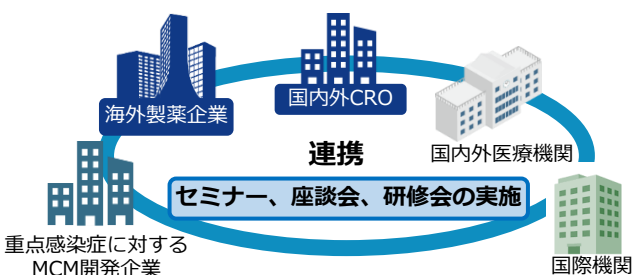 国内外CRO
海外製薬企業
連携
国内外医療機関
セミナー、座談会、研修会の実施
重点感染症に対する
MCM開発企業
国際機関